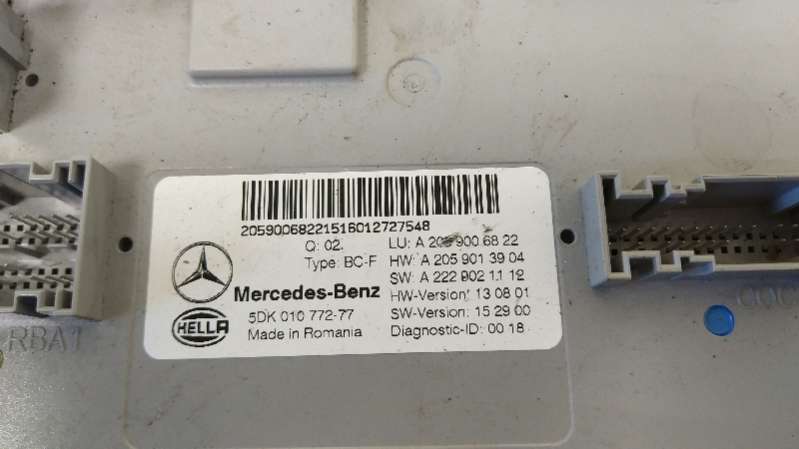 20590068221516012727548
Q: 02.
LU: A 205 900 68 22
Type: BC-F
HW: A 205 901 39 04
SW: A 222 902 11 12
Mercedes-Benz
HW-Version: 13 08 01
HELLA
5DK 010 772-77
SW-Version: 15 29 00
Made in Romania
Diagnostic-ID: 00 18
RBA1